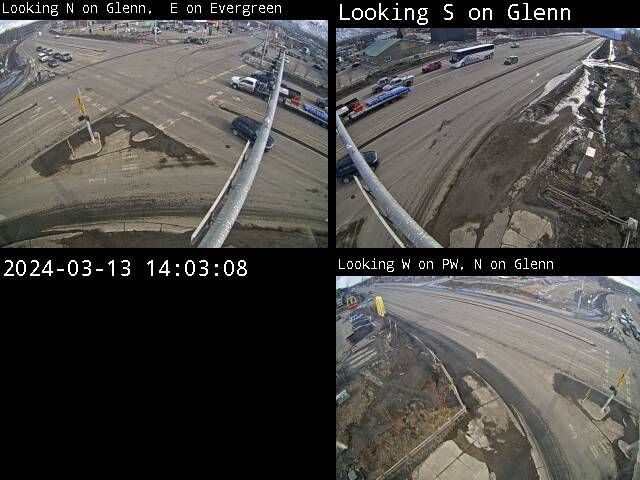 Looking N on Glenn,  E on Evergreen
Looking S on Glenn
2024-03-13 14:03:08
Looking W on PW, N on Glenn